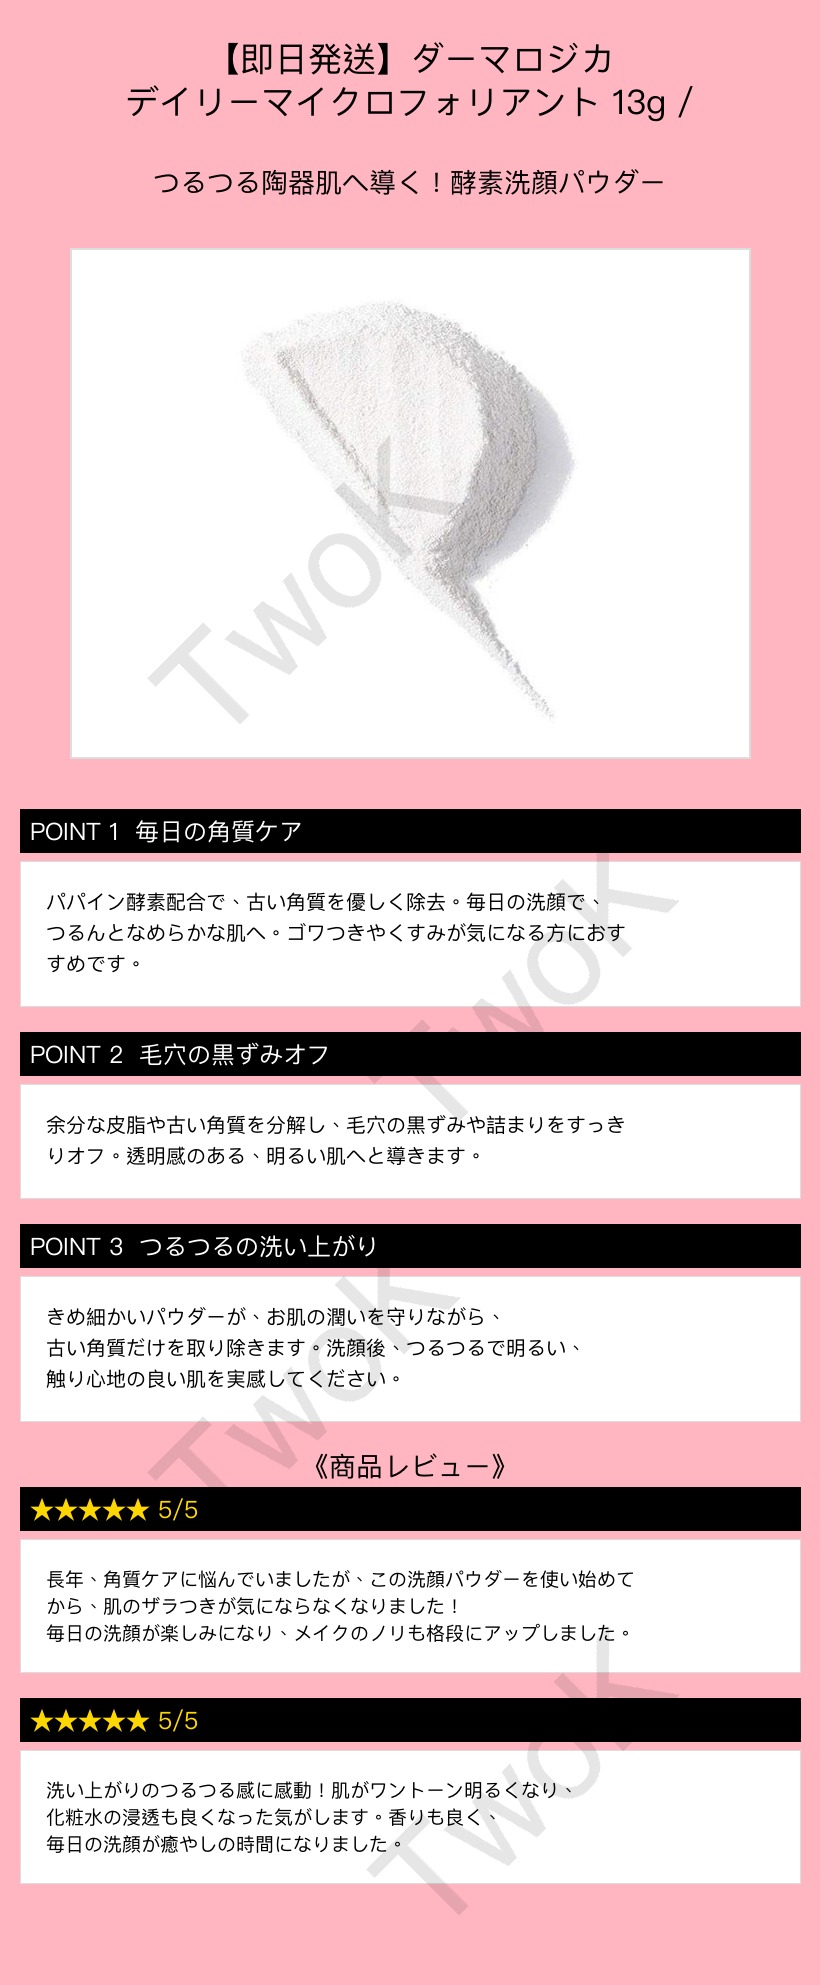 【即日発送】ダーマロジカ
デイリーマイクロフォリアント 13g /
つるつる陶器肌へ導く！酵素洗顔パウダー
TwoK
POINT 1 毎日の角質ケア
パパイン酵素配合で、古い角質を優しく除去。毎日の洗顔で、
つるんとなめらかな肌へ。ゴワつきやくすみが気になる方におす
すめです。
TwoK
POINT 2 毛穴の黒ずみオフ
余分な皮脂や古い角質を分解し、毛穴の黒ずみや詰まりをすっき
りオフ。透明感のある、明るい肌へと導きます。
POINT 3 つるつるの洗い上がり
きめ細かいパウダーが、お肌の潤いを守りながら、
古い角質だけを取り除きます。洗顔後、つるつるで明るい、
触り心地の良い肌を実感してください。
TwoK
《商品レビュー》
★★★★★ 5/5
長年、角質ケアに悩んでいましたが、この洗顔パウダーを使い始めて
から、肌のザラつきが気にならなくなりました！
毎日の洗顔が楽しみになり、メイクのノリも格段にアップしました。
★★★★★ 5/5
洗い上がりのつるつる感に感動！肌がワントーン明るくなり、
化粧水の浸透も良くなった気がします。香りも良く、
毎日の洗顔が癒やしの時間になりました。
TwoK